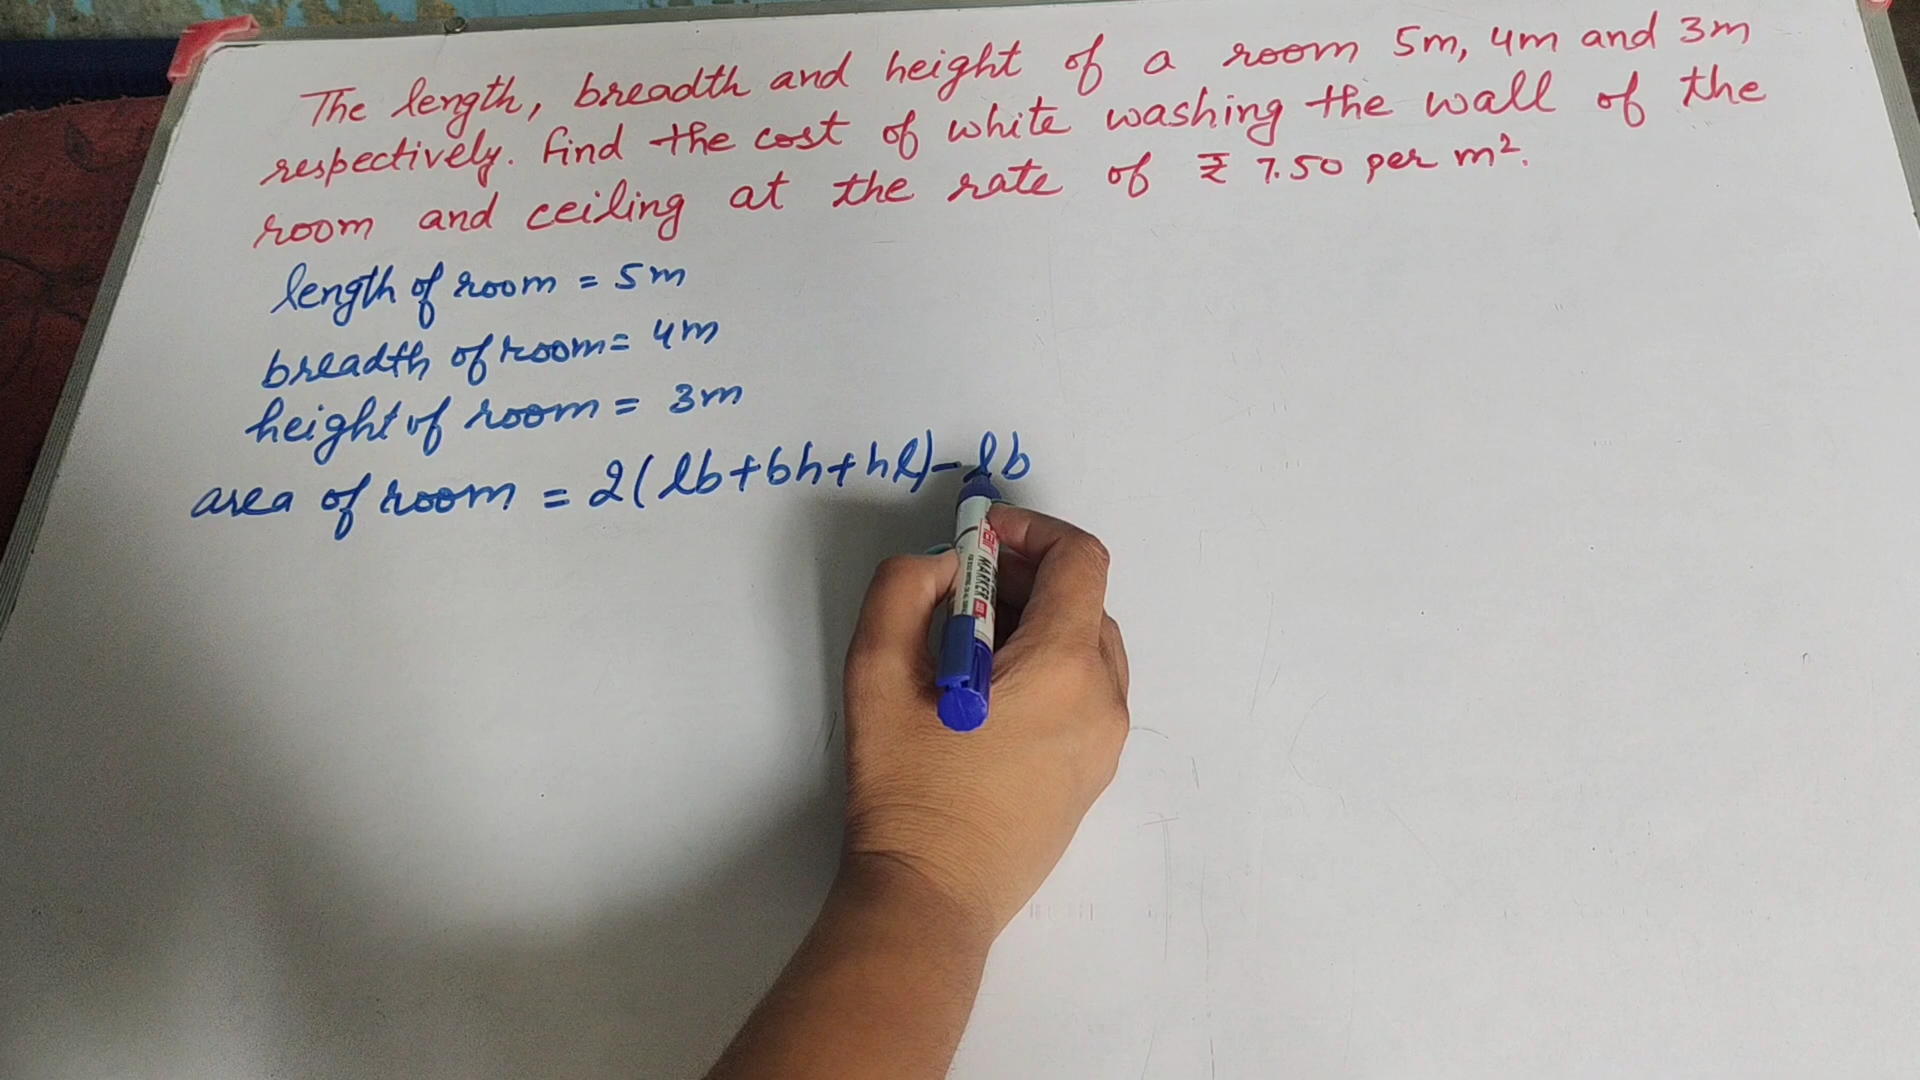 The length, breadth and height of a room 5m, 4m and 3m
respectively. find the cost of white washing the wall of the
room and ceiling at the rate of ₹ 7.50 per m².
length of room = 5m
breadth of room = 4m
height of room = 3m
area of room = 2(lb+bh+hl)-lb
MARKER